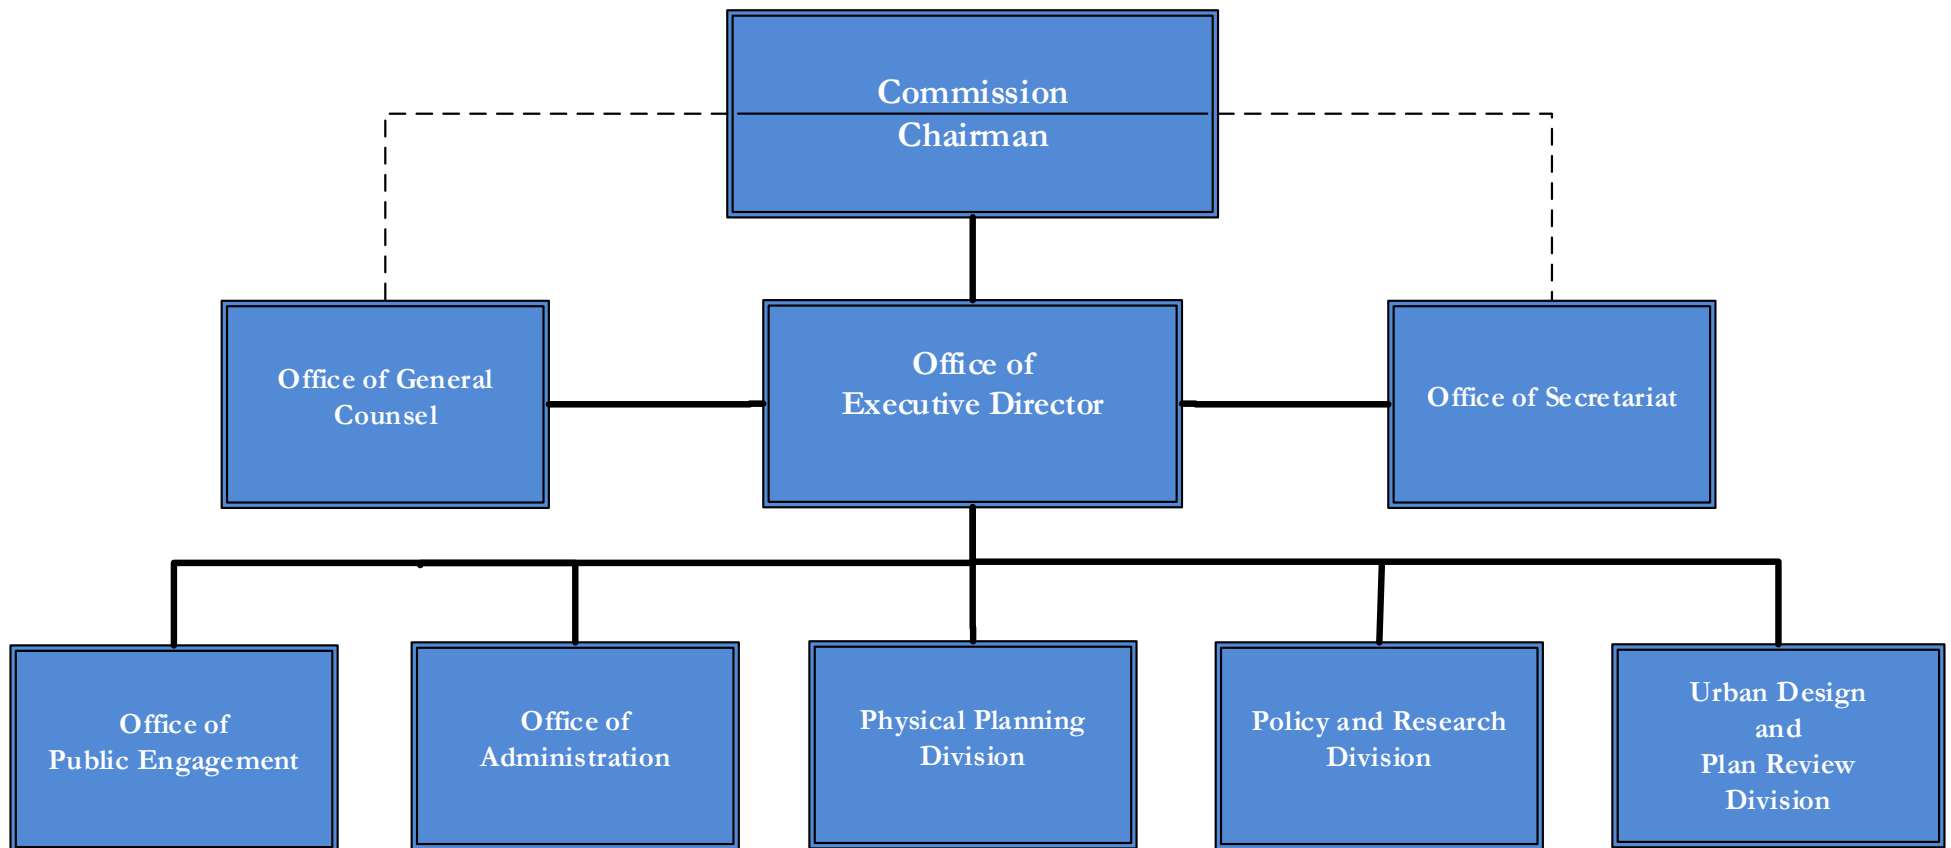 Commission
Chairman
Office of General
Counsel
Office of
Executive Director
Office of Secretariat
Office of
Public Engagement
Office of
Administration
Physical Planning
Division
Policy and Research
Division
Urban Design
and
Plan Review
Division